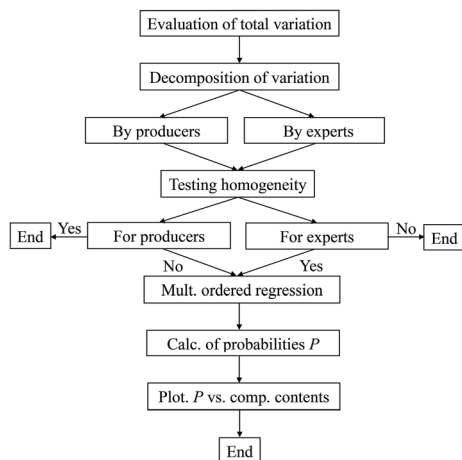 Evaluation of total variation
Decomposition of variation
By producers
By experts
Testing homogeneity
End
Yes
For producers
For experts
No
End
No
Yes
Mult. ordered regression
Calc. of probabilities P
Plot. P vs. comp. contents
End